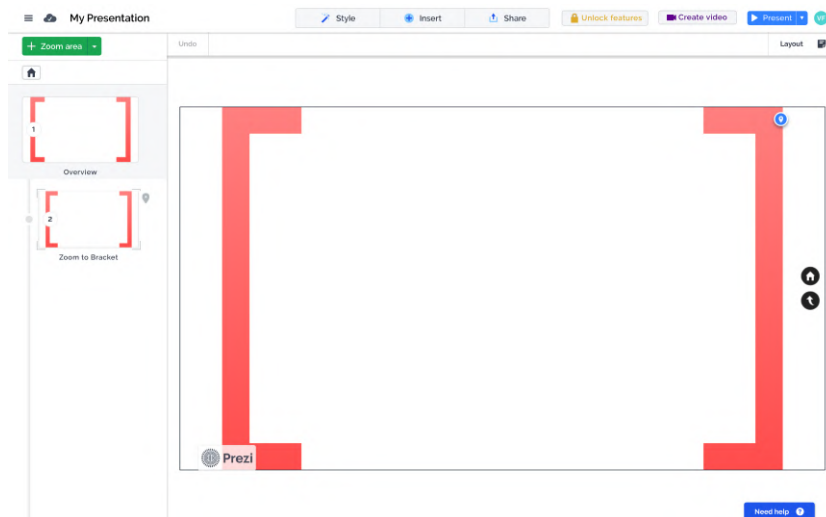 My Presentation
Style
Insert
Share
Unlock features
Create video
Present
VF
Zoom area
Undo
Layout
1
Overview
2
Zoom to Bracket
Prezi
Need help ?